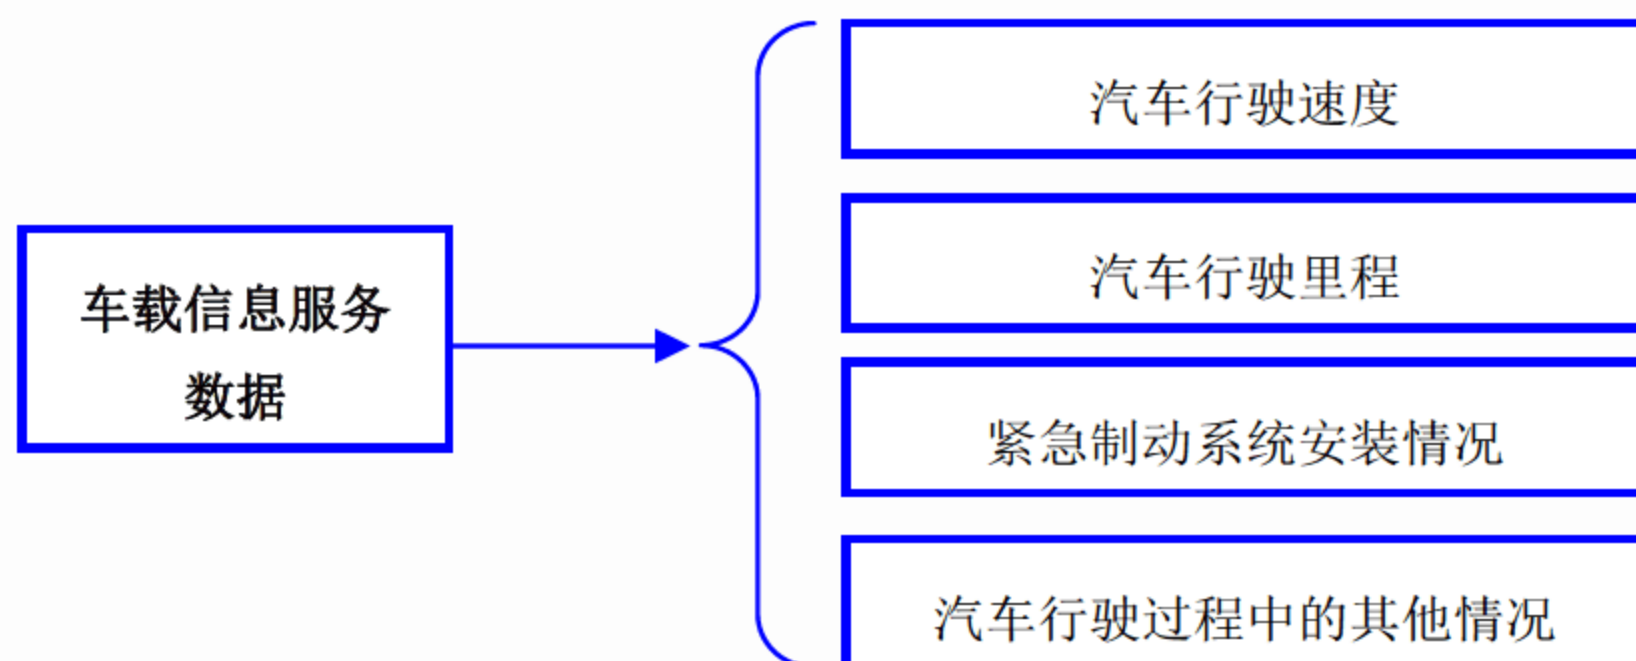 汽车行驶速度
汽车行驶里程
车载信息服务
数据
紧急制动系统安装情况
汽车行驶过程中的其他情况